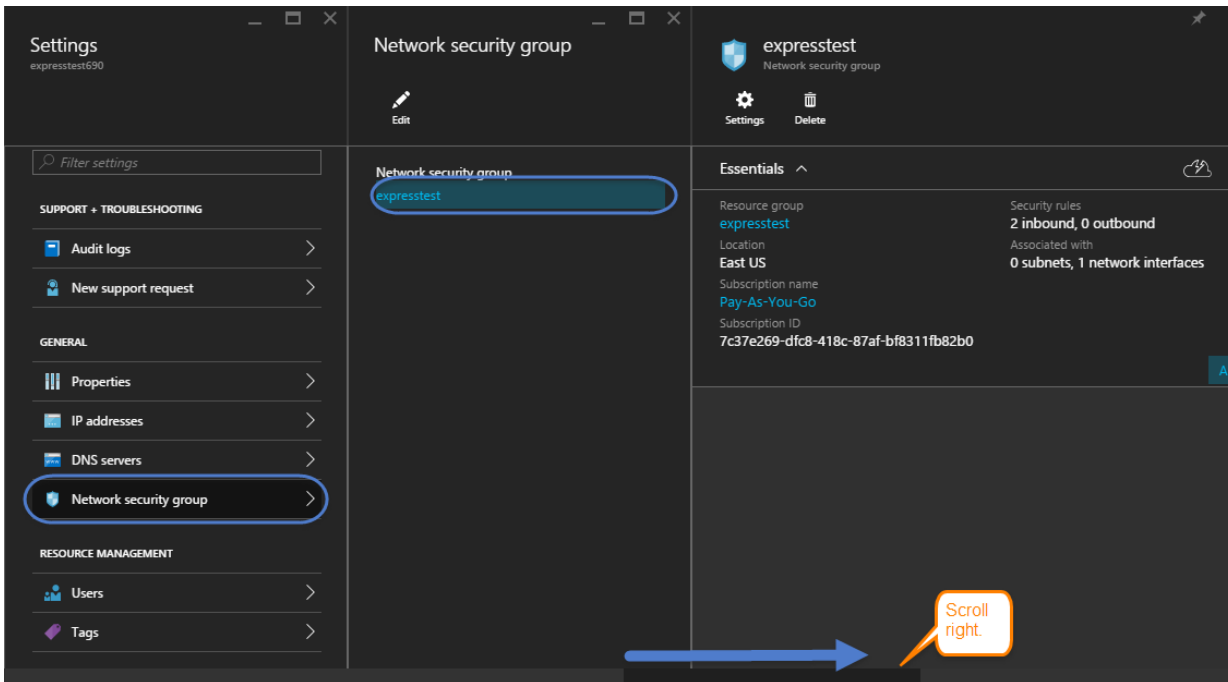 Settings
expresstest690
Filter settings
SUPPORT + TROUBLESHOOTING
Audit logs
New support request
GENERAL
Properties
IP addresses
DNS servers
Network security group
RESOURCE MANAGEMENT
Users
Tags
Network security group
Edit
Network security group
expresstest
expresstest
Network security group
Settings
Delete
Essentials
Resource group
expresstest
Location
East US
Subscription name
Pay-As-You-Go
Subscription ID
7c37e269-dfc8-418c-87af-bf8311fb82b0
Security rules
2 inbound, 0 outbound
Associated with
0 subnets, 1 network interfaces
Scroll
right.